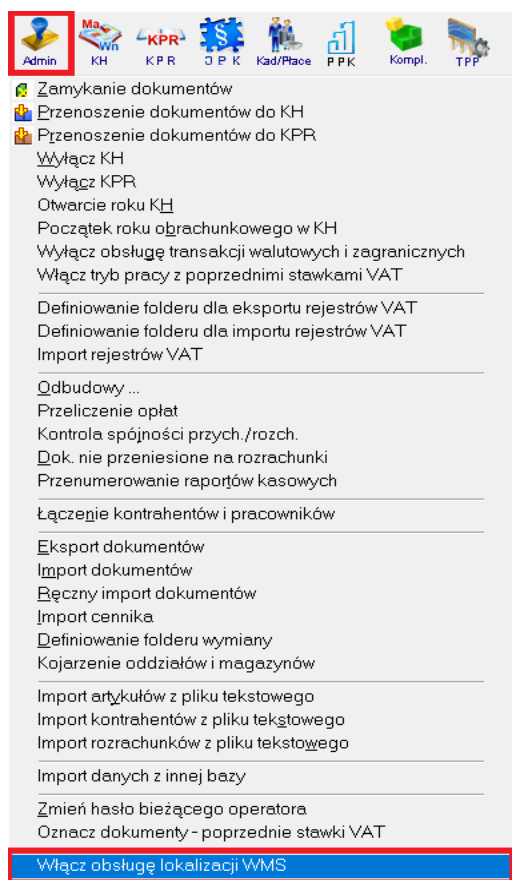 Ma
Wn
KPR
§
Admin KH K P R J P K Kad/Płace P P K Kompl. TPP
Zamykanie dokumentów
Przenoszenie dokumentów do KH
Przenoszenie dokumentów do KPR
Wyłącz KH
Wyłącz KPR
Otwarcie roku KH
Początek roku obrachunkowego w KH
Wyłącz obsługę transakcji walutowych i zagranicznych
Włącz tryb pracy z poprzednimi stawkami VAT
Definiowanie folderu dla eksportu rejestrów VAT
Definiowanie folderu dla importu rejestrów VAT
Import rejestrów VAT
Odbudowy ...
Przeliczenie opłat
Kontrola spójności przych./rozch.
Dok. nie przeniesione na rozrachunki
Przenumerowanie raportów kasowych
Łączenie kontrahentów i pracowników
Eksport dokumentów
Import dokumentów
Ręczny import dokumentów
Import cennika
Definiowanie folderu wymiany
Kojarzenie oddziałów i magazynów
Import artykułów z pliku tekstowego
Import kontrahentów z pliku tekstowego
Import rozrachunków z pliku tekstowego
Import danych z innej bazy
Zmień hasło bieżącego operatora
Oznacz dokumenty - poprzednie stawki VAT
Włącz obsługę lokalizacji WMS